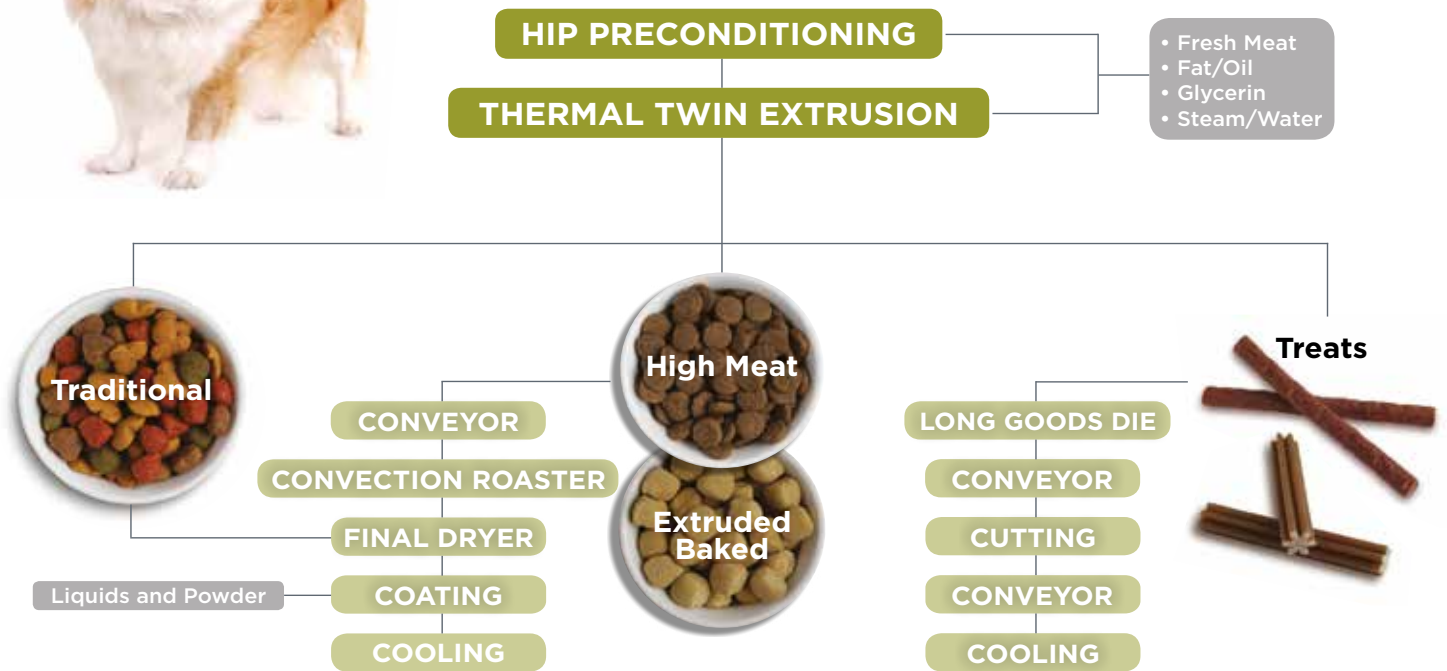 HIP PRECONDITIONING
• Fresh Meat
• Fat/Oil
• Glycerin
• Steam/Water
THERMAL TWIN EXTRUSION
Traditional
High Meat
Extruded
Baked
Treats
CONVEYOR
CONVECTION ROASTER
FINAL DRYER
Liquids and Powder
COATING
COOLING
LONG GOODS DIE
CONVEYOR
CUTTING
CONVEYOR
COOLING